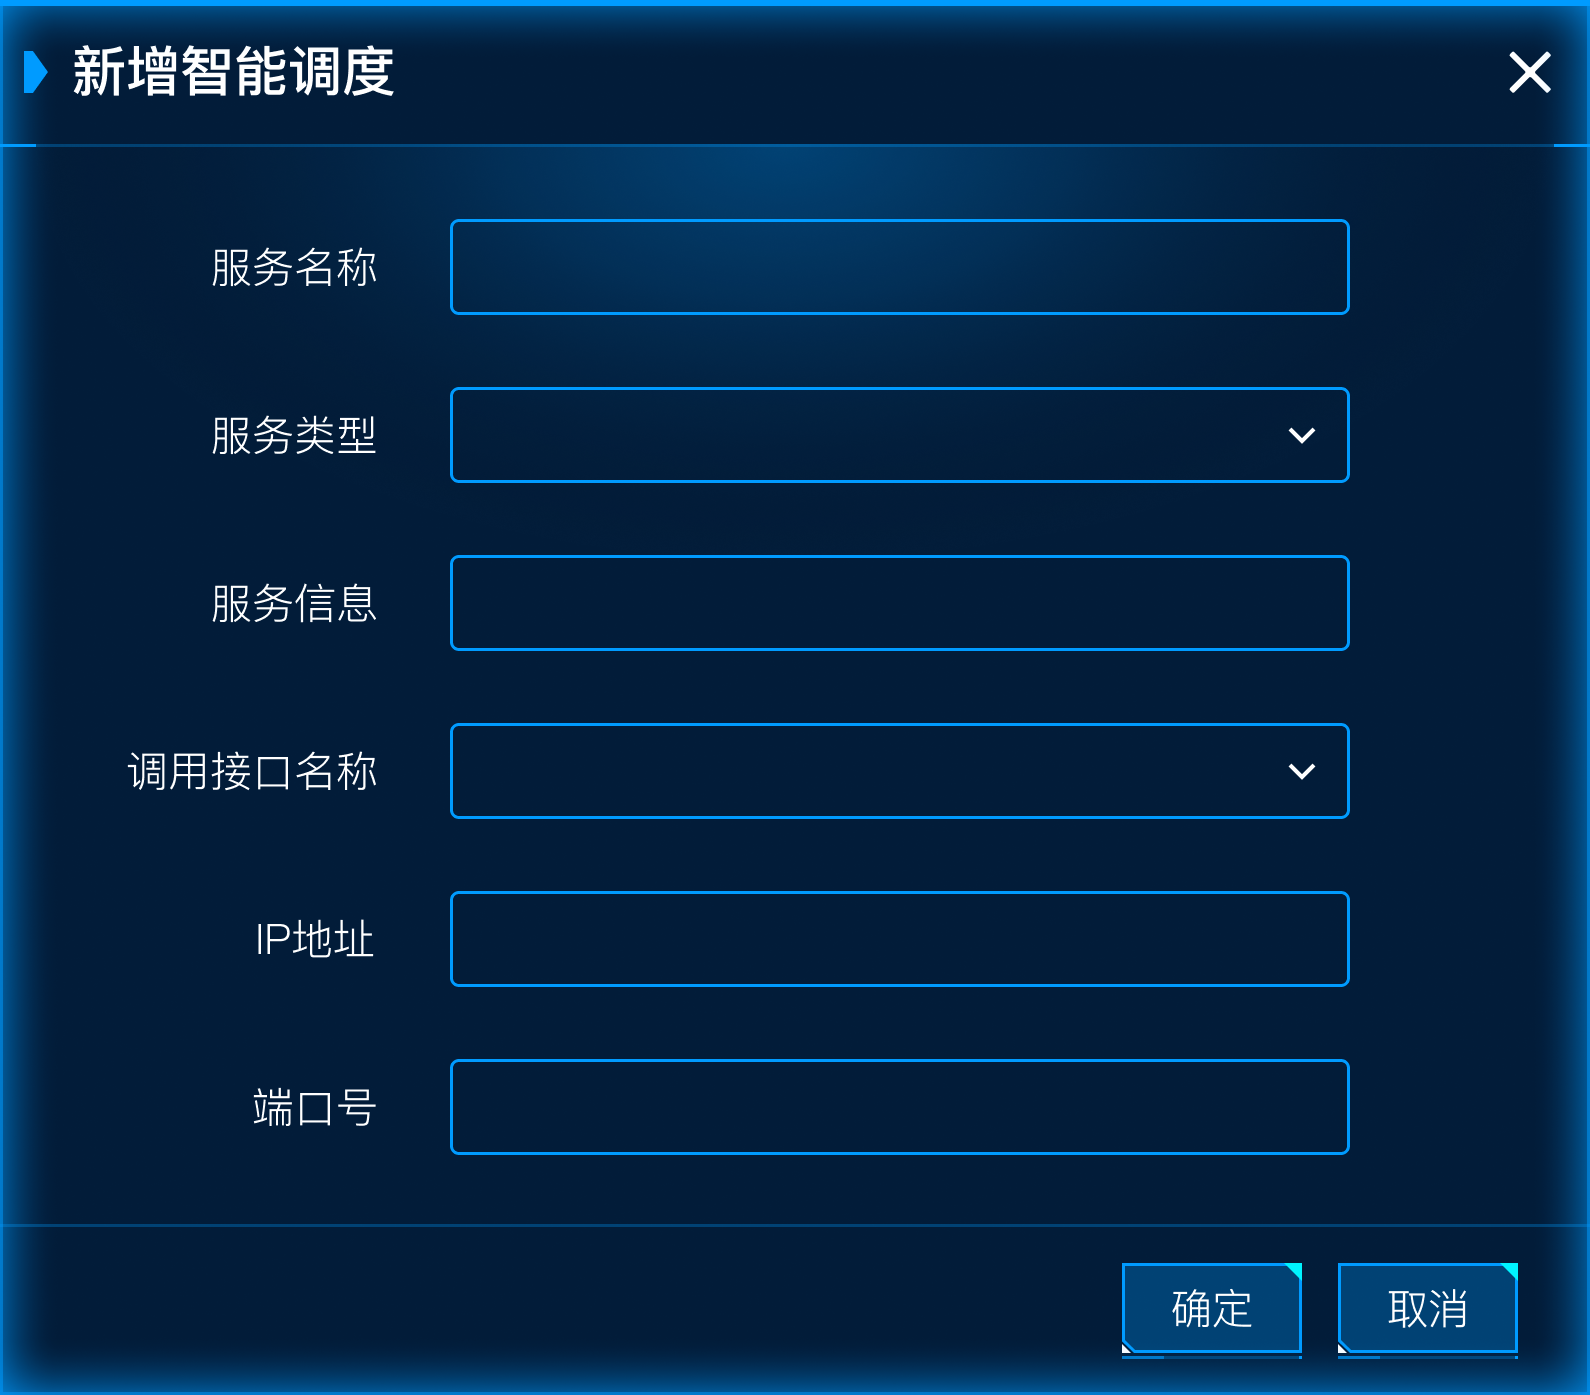 新增智能调度
服务名称
服务类型
服务信息
调用接口名称
IP地址
端口号
确定 取消